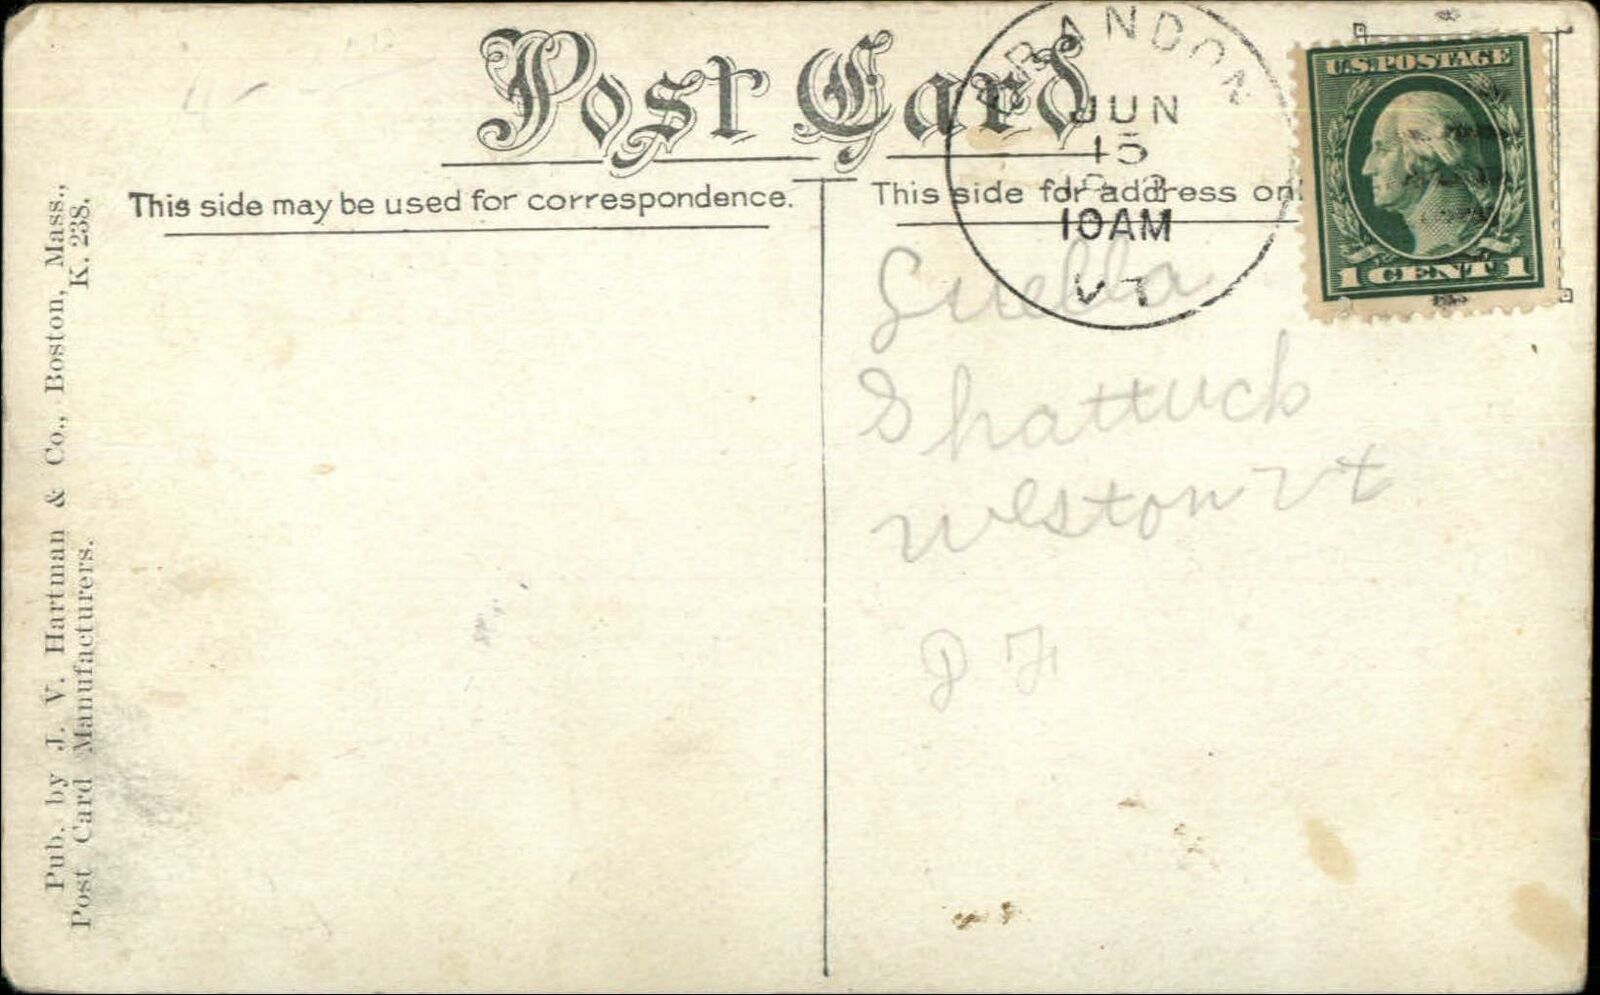 Post Card
This side may be used for correspondence.
This side for address on
BRANDON
JUN
15
10AM
VT
U.S. POSTAGE
1 CENT 1
Luella
Shattuck
Weston Vt
Pub. by J. V. Hartman & Co., Boston, Mass.,
Post Card Manufacturers. K. 238.